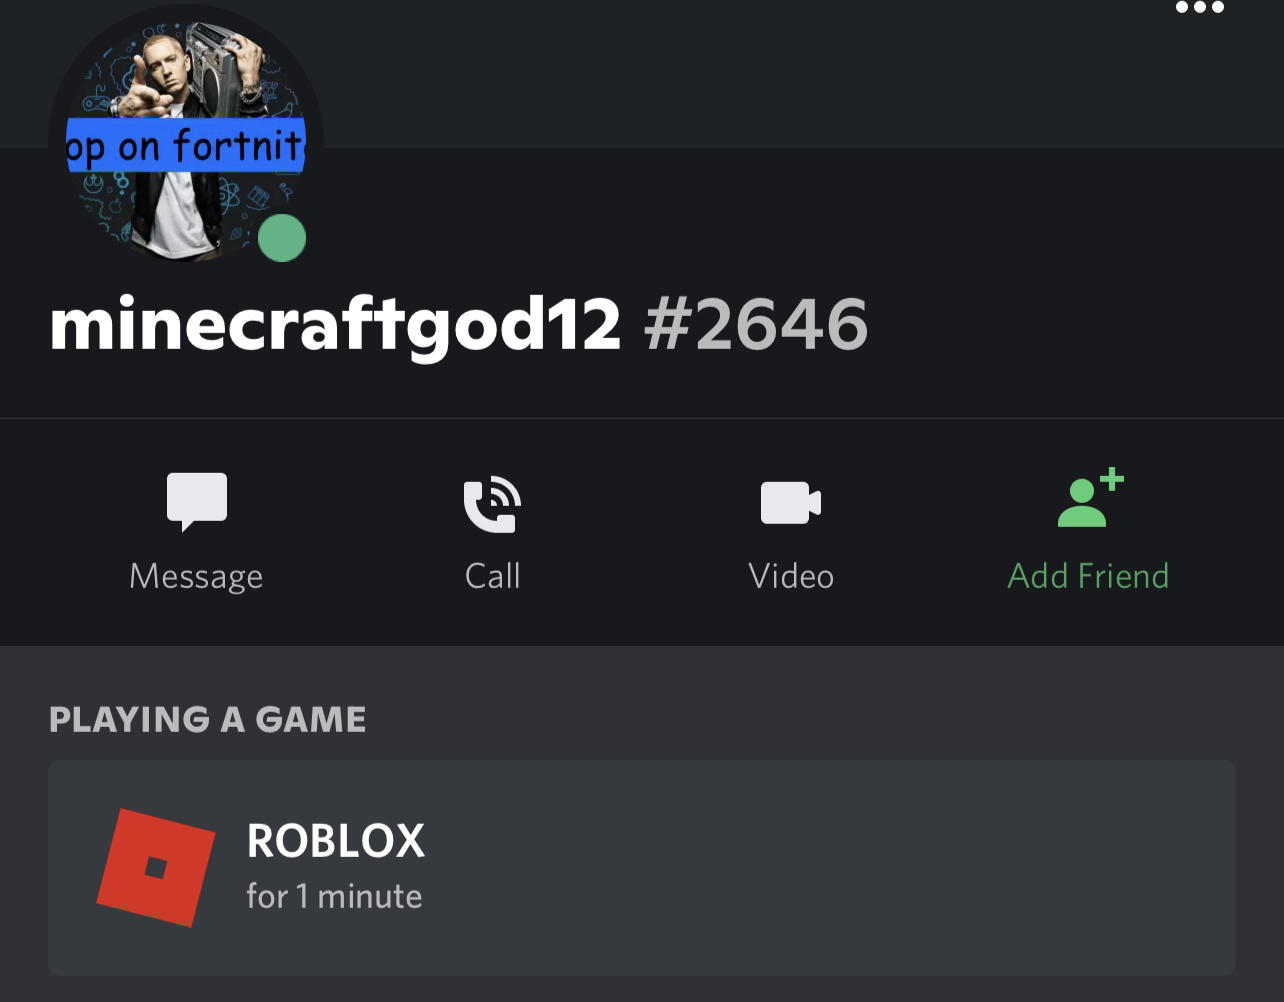 op on fortnit
minecraftgod12 #2646
Message
Call
Video
Add Friend
PLAYING A GAME
ROBLOX
for 1 minute